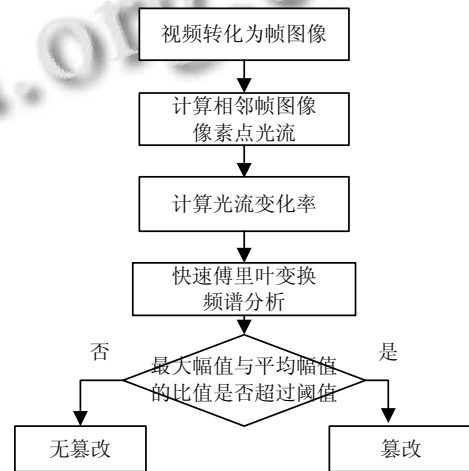 视频转化为帧图像
计算相邻帧图像
像素点光流
计算光流变化率
快速傅里叶变换
频谱分析
否
是
最大幅值与平均幅值
的比值是否超过阈值
无篡改
篡改